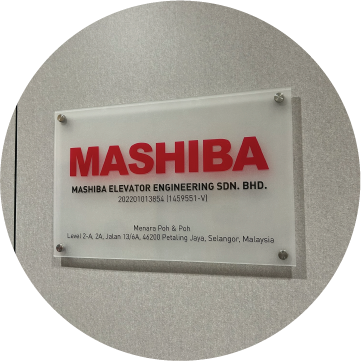 MASHIBA
MASHIBA ELEVATOR ENGINEERING SDN. BHD.
202201013854 (1459551-V)
Menara Poh & Poh
Level 2-A, 2A, Jalan 13/6A, 46200 Petaling Jaya, Selangor, Malaysia